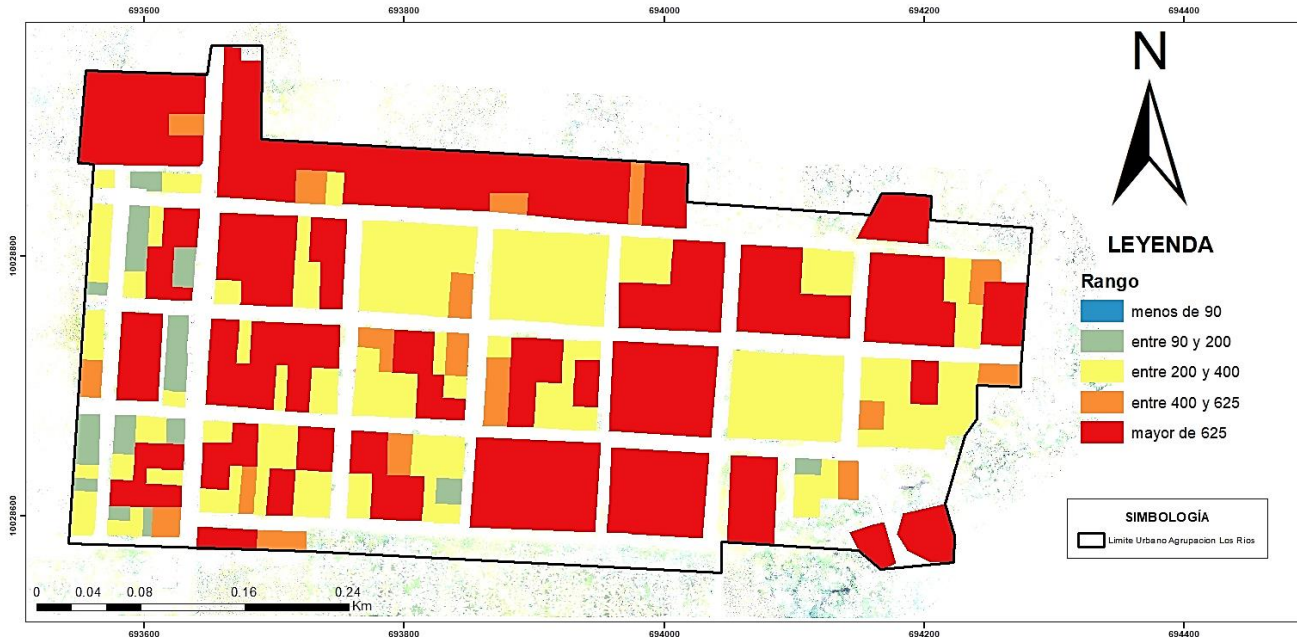 693600 693800 694000 694200 694400
N
10028800
LEYENDA
Rango
menos de 90
entre 90 y 200
entre 200 y 400
entre 400 y 625
mayor de 625
10028600
SIMBOLOGÍA
Limite Urbano Agrupacion Los Rios
0 0.04 0.08 0.16 0.24
Km
693600 693800 694000 694200 694400